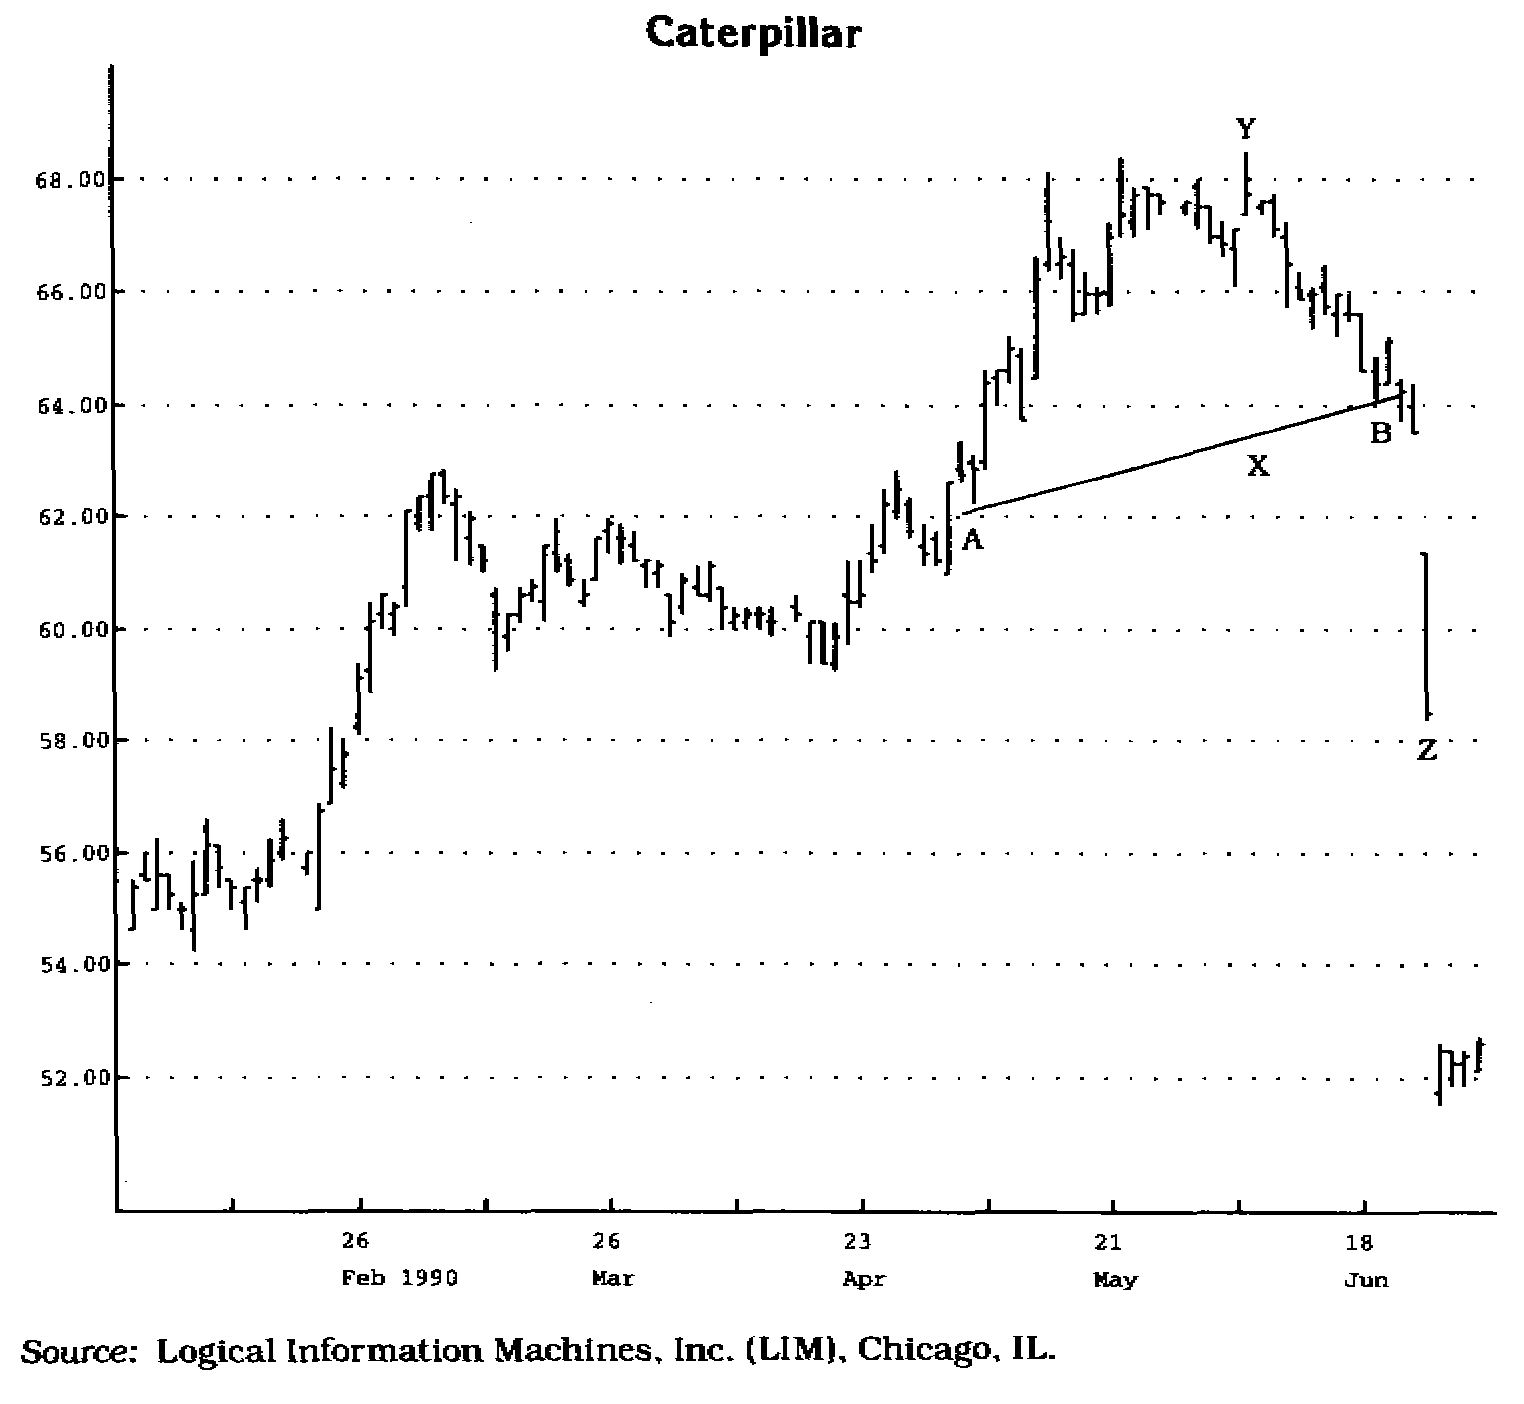 Caterpillar
Y
68.00
66.00
64.00
B
X
62.00
A
60.00
58.00
Z
56.00
54.00
52.00
26 26 23 21 18
Feb 1990 Mar Apr May Jun
Source: Logical Information Machines, Inc. (LIM), Chicago, IL.